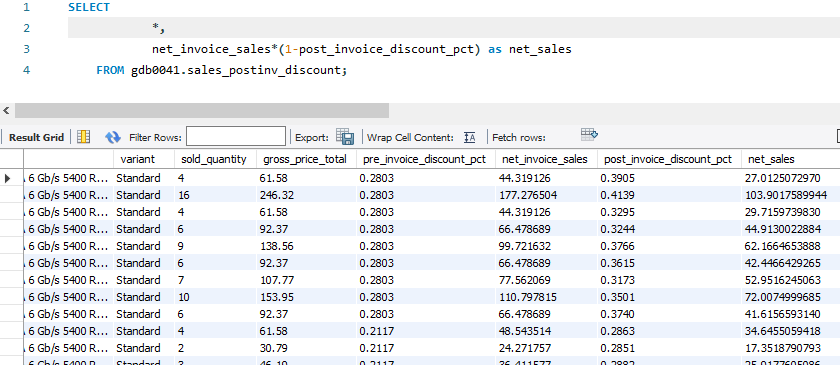 1 SELECT
2 *,
3 net_invoice_sales*(1-post_invoice_discount_pct) as net_sales
4 FROM gdb0041.sales_postinv_discount;
Result Grid Filter Rows: Export: Wrap Cell Content: Fetch rows:
variant sold_quantity gross_price_total pre_invoice_discount_pct net_invoice_sales post_invoice_discount_pct net_sales
6 Gb/s 5400 R... Standard 4 61.58 0.2803 44.319126 0.3905 27.0125072970
6 Gb/s 5400 R... Standard 16 246.32 0.2803 177.276504 0.4139 103.9017589944
6 Gb/s 5400 R... Standard 4 61.58 0.2803 44.319126 0.3295 29.7159739830
6 Gb/s 5400 R... Standard 6 92.37 0.2803 66.478689 0.3244 44.9130022884
6 Gb/s 5400 R... Standard 9 138.56 0.2803 99.721632 0.3766 62.1664653888
6 Gb/s 5400 R... Standard 6 92.37 0.2803 66.478689 0.3615 42.4466429265
6 Gb/s 5400 R... Standard 7 107.77 0.2803 77.562069 0.3173 52.9516245063
6 Gb/s 5400 R... Standard 10 153.95 0.2803 110.797815 0.3501 72.0074999685
6 Gb/s 5400 R... Standard 6 92.37 0.2803 66.478689 0.3740 41.6156593140
6 Gb/s 5400 R... Standard 4 61.58 0.2117 48.543514 0.2863 34.6455059418
6 Gb/s 5400 R... Standard 2 30.79 0.2117 24.271757 0.2851 17.3518790793